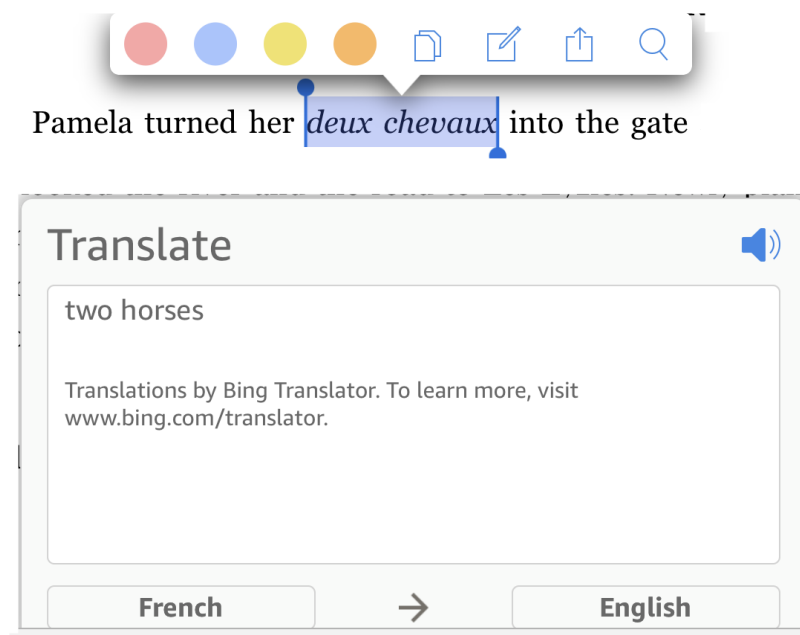 Pamela turned her deux chevaux into the gate
Translate
two horses
Translations by Bing Translator. To learn more, visit
www.bing.com/translator.
French
English